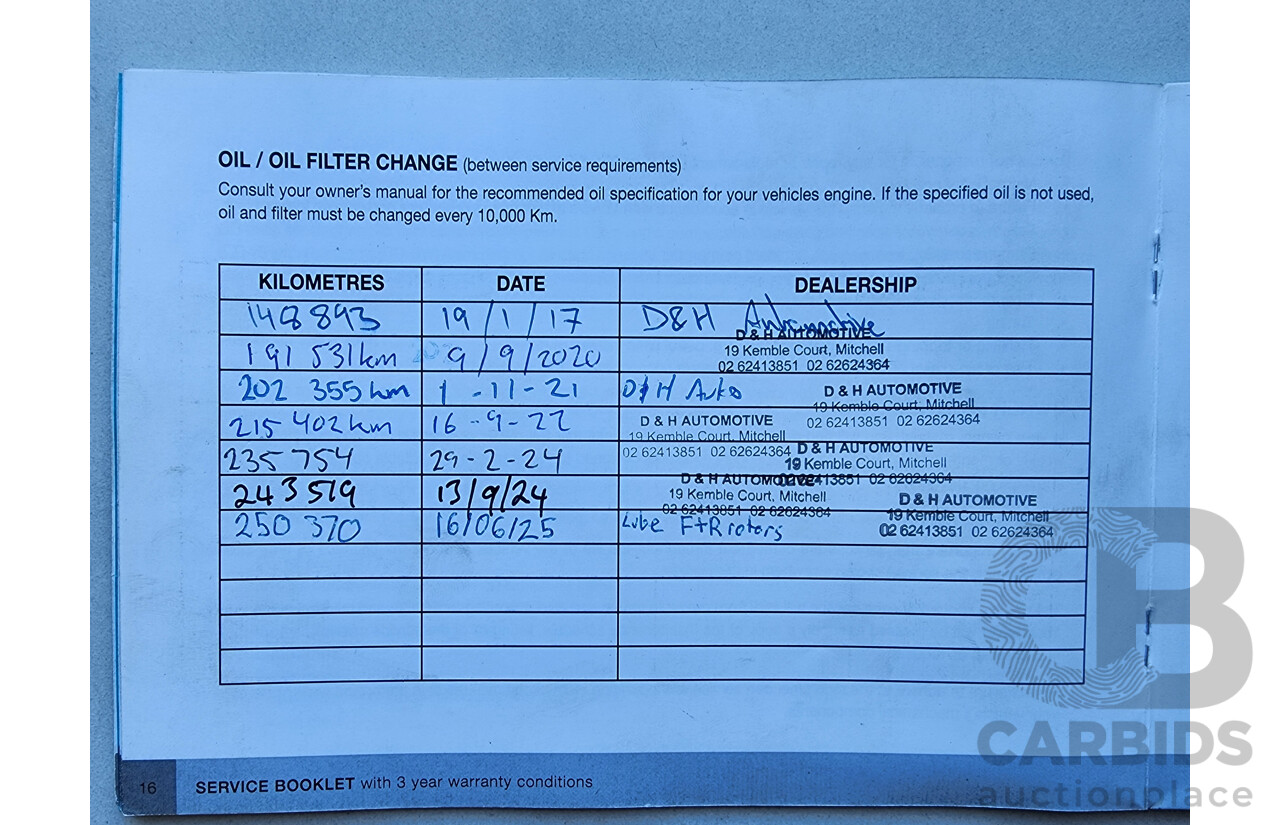 OIL / OIL FILTER CHANGE (between service requirements)
Consult your owner's manual for the recommended oil specification for your vehicles engine. If the specified oil is not used,
oil and filter must be changed every 10,000 Km.
KILOMETRES DATE DEALERSHIP
148893 19/1/17 D&H Automotive
D & H AUTOMOTIVE
191 531km 9/9/2020 19 Kemble Court, Mitchell
02 62413851 02 62624364
202 355km 1-11-21 D&H Auto D & H AUTOMOTIVE
19 Kemble Court, Mitchell
215 402km 16-9-22 D & H AUTOMOTIVE 02 62413851 02 62624364
19 Kemble Court, Mitchell
02 62413851 02 62624364 D & H AUTOMOTIVE
235754 29-2-24 19 Kemble Court, Mitchell
02 62413851 02 62624364
D & H AUTOMOTIVE
243519 13/9/24 19 Kemble Court, Mitchell D & H AUTOMOTIVE
02 62413851 02 62624364 19 Kemble Court, Mitchell
250 370 16/06/25 Lube F+R rotors 02 62413851 02 62624364
16 SERVICE BOOKLET with 3 year warranty conditions
CARBIDS
auctionplace